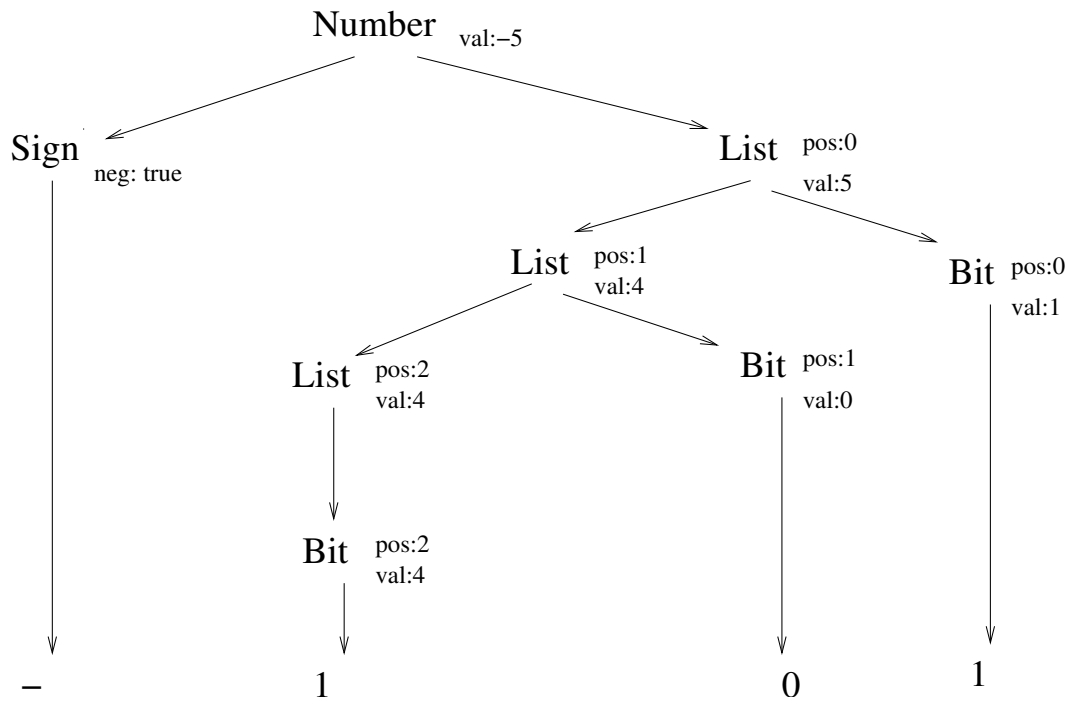 Number val:−5
Sign neg: true
List pos:0
val:5
List pos:1
val:4
Bit pos:0
val:1
List pos:2
val:4
Bit pos:1
val:0
Bit pos:2
val:4
− 1 0 1